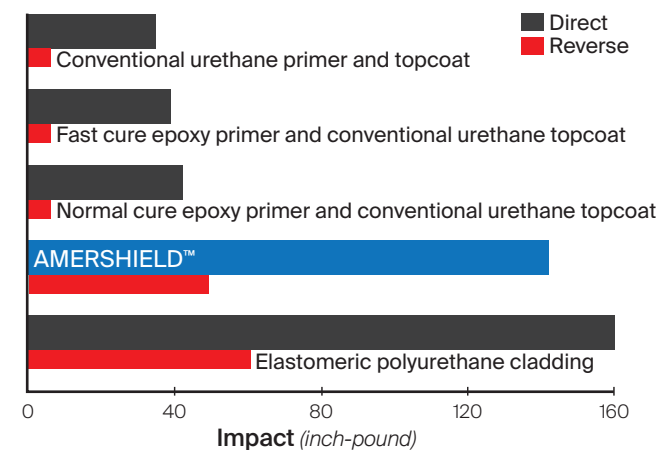 Direct
Reverse
Conventional urethane primer and topcoat
Fast cure epoxy primer and conventional urethane topcoat
Normal cure epoxy primer and conventional urethane topcoat
AMERSHIELD™
Elastomeric polyurethane cladding
0 40 80 120 160
Impact (inch-pound)